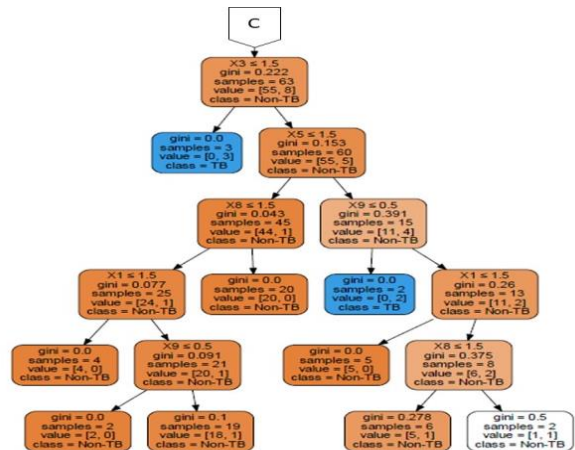 C
X3 ≤ 1.5
gini = 0.222
samples = 63
value = [55, 8]
class = Non-TB
gini = 0.0
samples = 3
value = [0, 3]
class = TB
X5 ≤ 1.5
gini = 0.153
samples = 60
value = [55, 5]
class = Non-TB
X8 ≤ 1.5
gini = 0.043
samples = 45
value = [44, 1]
class = Non-TB
X9 ≤ 0.5
gini = 0.391
samples = 15
value = [11, 4]
class = Non-TB
X1 ≤ 1.5
gini = 0.077
samples = 25
value = [24, 1]
class = Non-TB
gini = 0.0
samples = 20
value = [20, 0]
class = Non-TB
gini = 0.0
samples = 2
value = [0, 2]
class = TB
X1 ≤ 1.5
gini = 0.26
samples = 13
value = [11, 2]
class = Non-TB
gini = 0.0
samples = 4
value = [4, 0]
class = Non-TB
X9 ≤ 0.5
gini = 0.091
samples = 21
value = [20, 1]
class = Non-TB
gini = 0.0
samples = 5
value = [5, 0]
class = Non-TB
X8 ≤ 1.5
gini = 0.375
samples = 8
value = [6, 2]
class = Non-TB
gini = 0.0
samples = 2
value = [2, 0]
class = Non-TB
gini = 0.1
samples = 19
value = [18, 1]
class = Non-TB
gini = 0.278
samples = 6
value = [5, 1]
class = Non-TB
gini = 0.5
samples = 2
value = [1, 1]
class = Non-TB